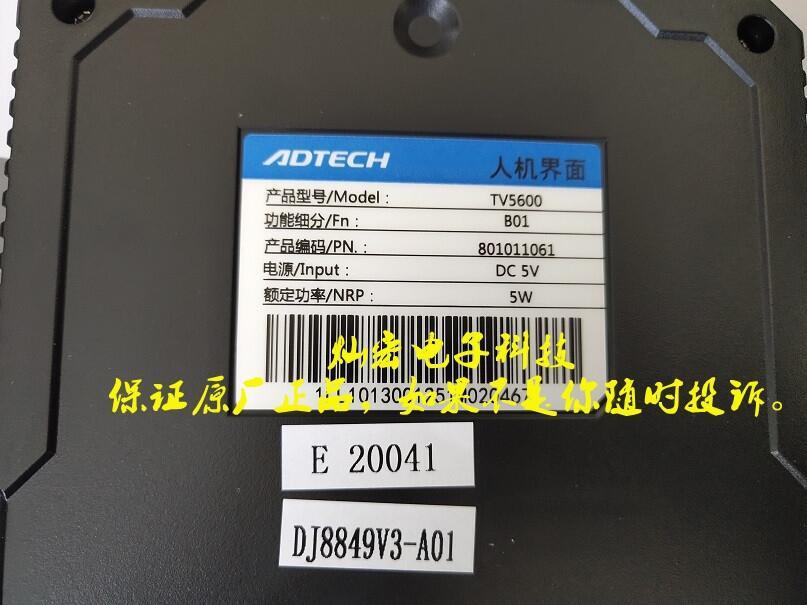 ADTECH 人机界面
产品型号/Model： TV5600
功能细分/Fn： B01
产品编码/PN.： 801011061
电源/Input： DC 5V
额定功率/NRP： 5W
灿宏电子科技
保证原厂正品，如果不是你随时投诉。
E 20041
DJ8849V3-A01